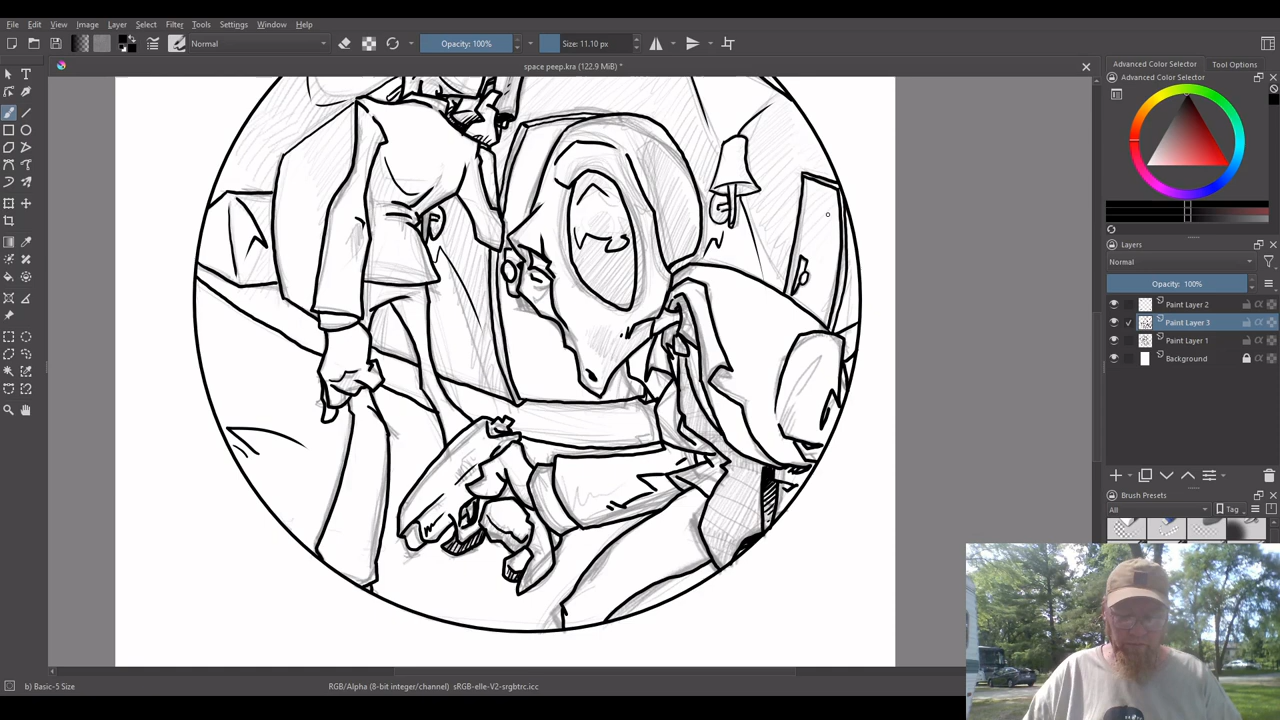 File Edit View Image Layer Select Filter Tools Settings Window Help
Normal Opacity: 100% Size: 11.10 px
space peep.kra (122.9 MiB) *
Advanced Color Selector Tool Options
Advanced Color Selector
Layers
Normal
Opacity: 100%
Paint Layer 2
Paint Layer 3
Paint Layer 1
Background
Brush Presets
All Tag
b) Basic-5 Size RGB/Alpha (8-bit integer/channel) sRGB-elle-V2-srgbtrc.icc